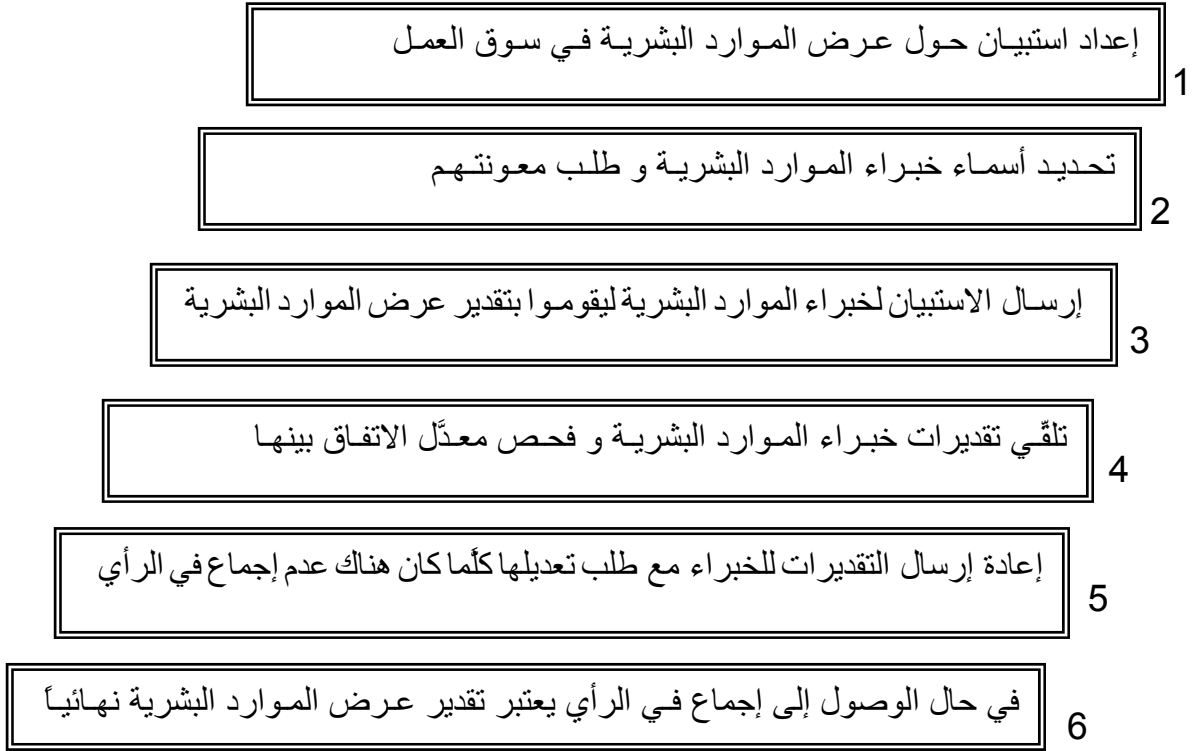 إعداد استبيان حول عرض الموارد البشرية في سوق العمل
1
تحديد أسماء خبراء الموارد البشرية و طلب معونتهم
2
إرسال الاستبيان لخبراء الموارد البشرية ليقوموا بتقدير عرض الموارد البشرية
3
تلقّي تقديرات خبراء الموارد البشرية و فحص معدَّل الاتفاق بينها
4
إعادة إرسال التقديرات للخبراء مع طلب تعديلها كلَّما كان هناك عدم إجماع في الرأي
5
في حال الوصول إلى إجماع في الرأي يعتبر تقدير عرض الموارد البشرية نهائياً
6